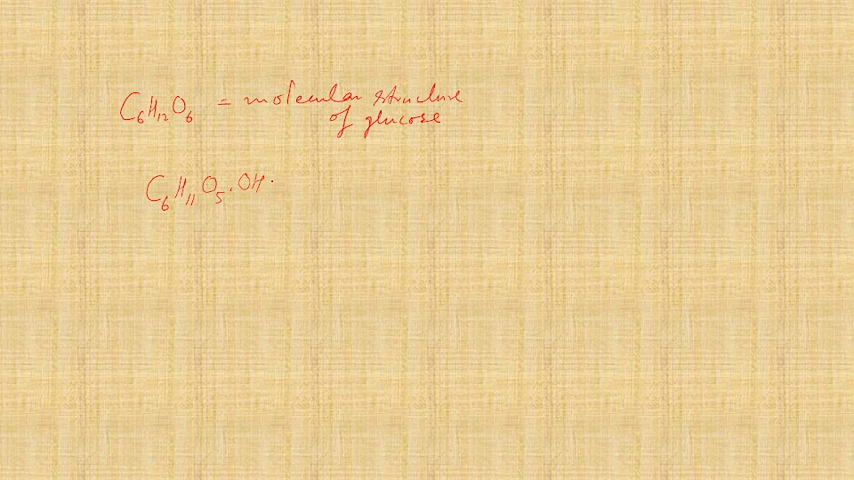 C₆H₁₂O₆ = molecular structure
of glucose
C₆H₁₁O₅.OH.